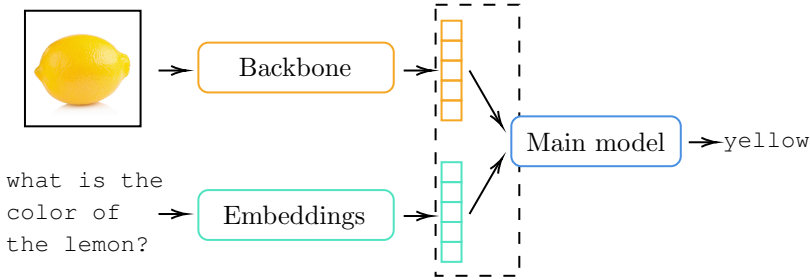 Backbone
Main model
yellow
what is the
color of
the lemon?
Embeddings